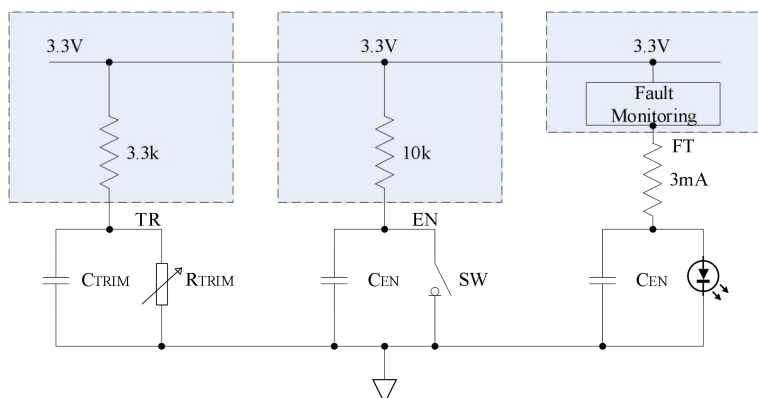 3.3V
3.3V
3.3V
Fault
Monitoring
3.3k
10k
FT
3mA
TR
EN
CTRIM
RTRIM
CEN
SW
CEN